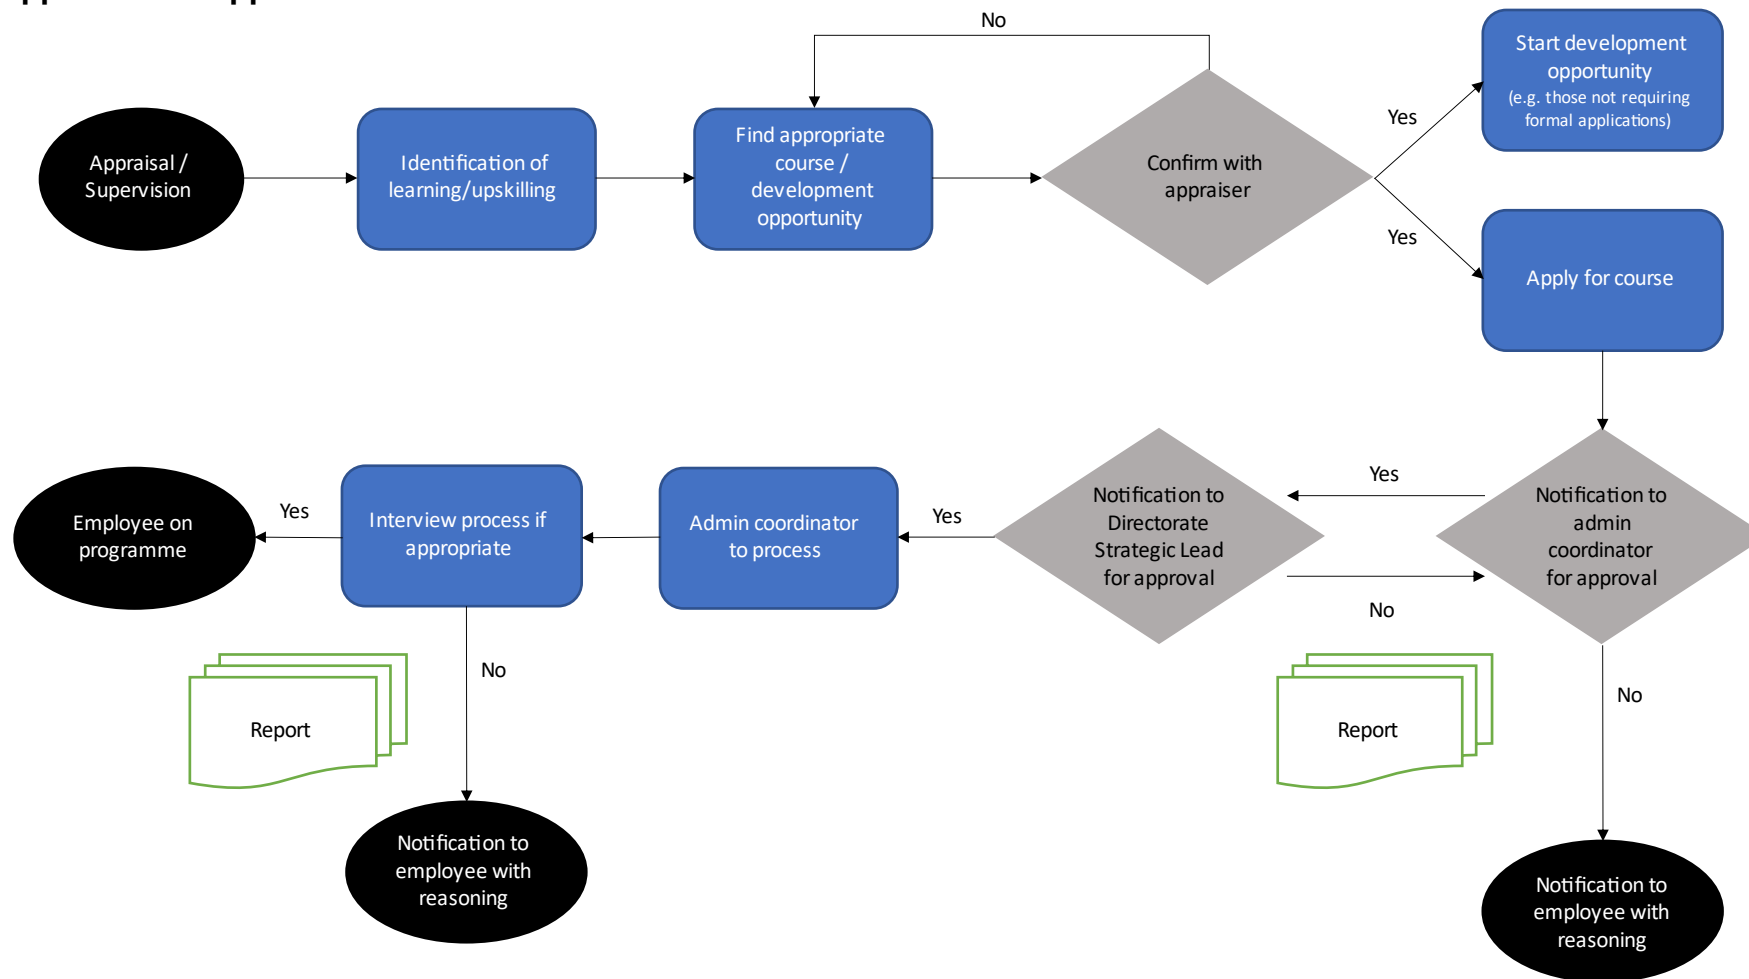 No
Start development
opportunity
(e.g. those not requiring
formal applications)
Yes
Appraisal /
Supervision
Identification of
learning/upskilling
Find appropriate
course /
development
opportunity
Confirm with
appraiser
Yes
Apply for course
Employee on
programme
Yes
Interview process if
appropriate
Admin coordinator
to process
Yes
Notification to
Directorate
Strategic Lead
for approval
Yes
No
Notification to
admin
coordinator
for approval
Report
No
Report
No
Notification to
employee with
reasoning
Notification to
employee with
reasoning